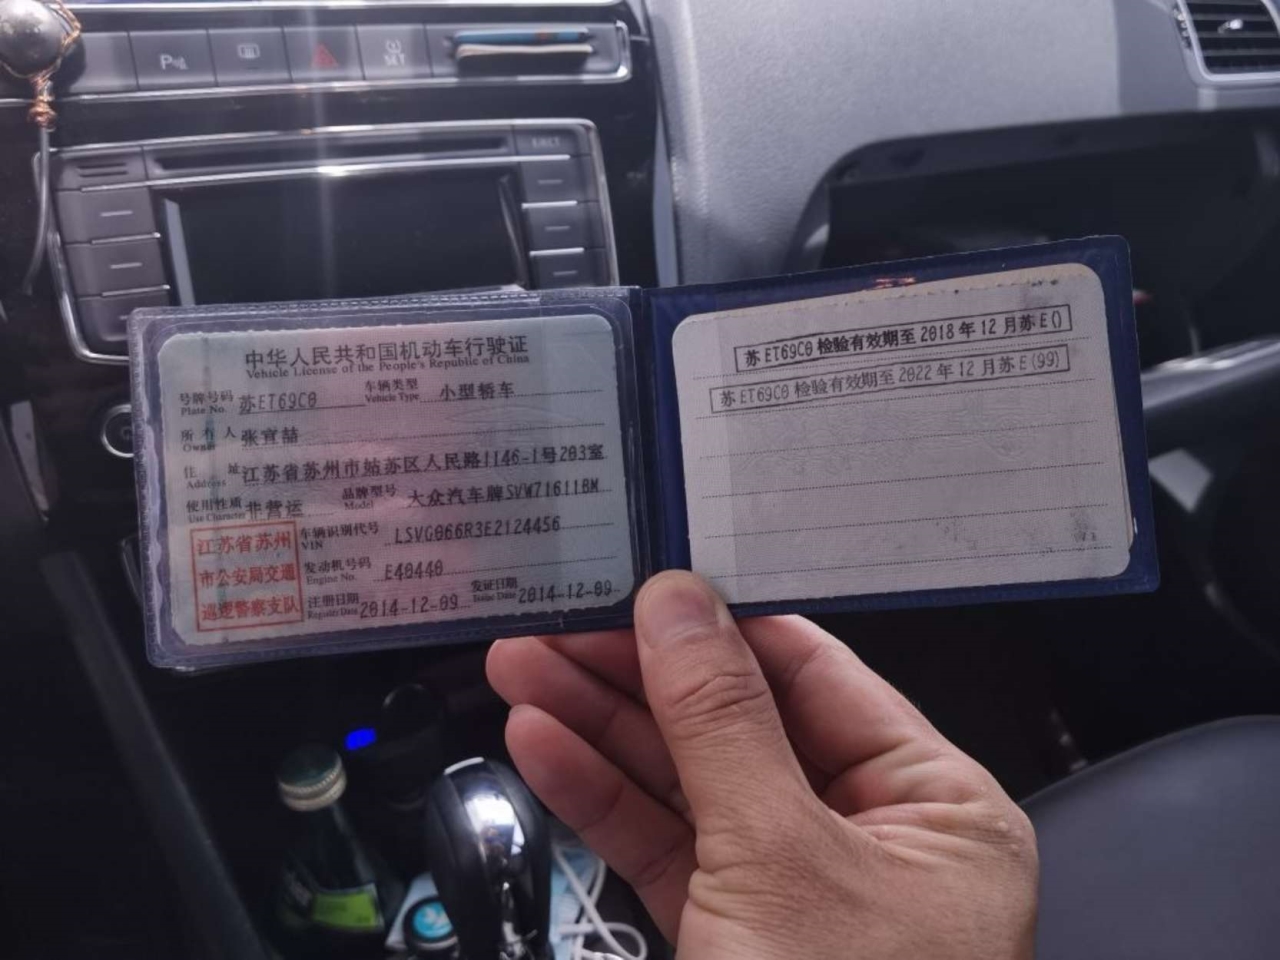 EJECT
SET
中华人民共和国机动车行驶证
Vehicle License of the People's Republic of China
号牌号码 苏ET69C0 车辆类型 小型轿车
Plate No. Vehicle Type
所有人 张宜喆
Owner
住址 江苏省苏州市姑苏区人民路1146-1号203室
Address
使用性质 非营运 品牌型号 大众汽车牌SVW71611BM
Use Character Model
江苏省苏州
市公安局交通
巡逻警察支队
车辆识别代号 LSVG066R3E2124456
VIN
发动机号码 E40440
Engine No.
注册日期 2014-12-09 发证日期 2014-12-09
Register Date Issue Date
苏ET69C0检验有效期至2018年12月苏E()
苏ET69C0检验有效期至2022年12月苏E(99)